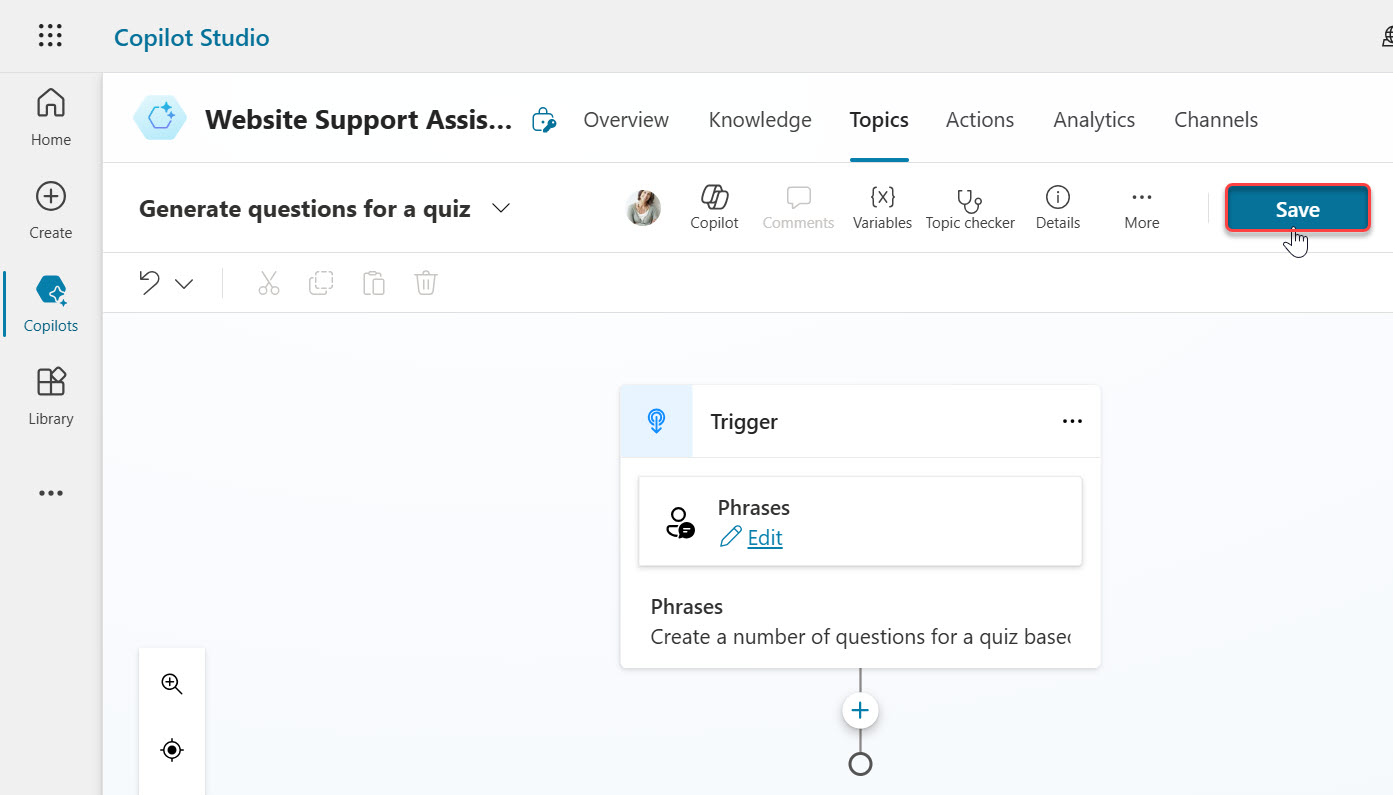 Copilot Studio
Home
Create
Copilots
Library
Website Support Assis...
Overview
Knowledge
Topics
Actions
Analytics
Channels
Generate questions for a quiz
Copilot
Comments
{x}
Variables
Topic checker
Details
More
Save
Trigger
Phrases
Edit
Phrases
Create a number of questions for a quiz based